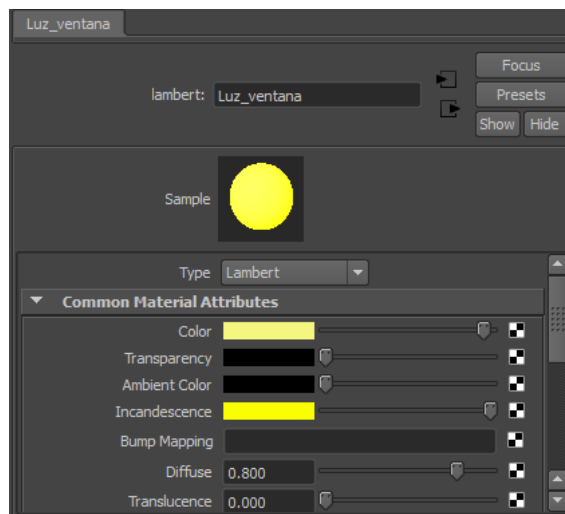 Luz_ventana
Focus
lambert: Luz_ventana
Presets
Show Hide
Sample
Type Lambert
Common Material Attributes
Color
Transparency
Ambient Color
Incandescence
Bump Mapping
Diffuse 0.800
Translucence 0.000